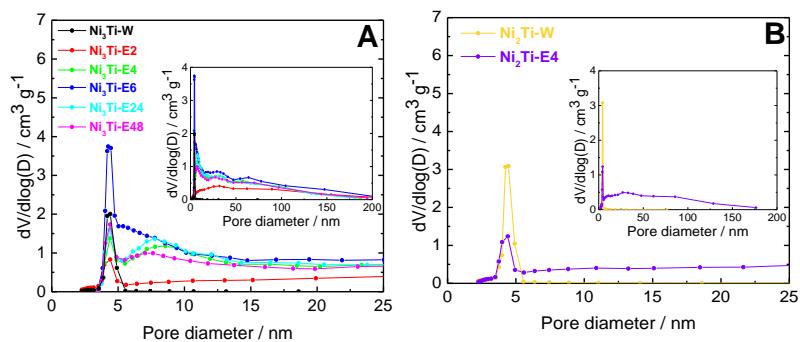 A
Ni3Ti-W
Ni3Ti-E2
Ni3Ti-E4
Ni3Ti-E6
Ni3Ti-E24
Ni3Ti-E48
dV/dlog(D) / cm3 g-1
7
6
5
4
3
2
1
0
0 5 10 15 20 25
Pore diameter / nm
dV/dlog(D) / cm3 g-1
4
3
2
1
0
0 50 100 150 200
Pore diameter / nm
B
Ni2Ti-W
Ni2Ti-E4
dV/dlog(D) / cm3 g-1
7
6
5
4
3
2
1
0
0 5 10 15 20 25
Pore diameter / nm
dV/dlog(D) / cm3 g-1
4
3
2
1
0
0 50 100 150 200
Pore diameter / nm